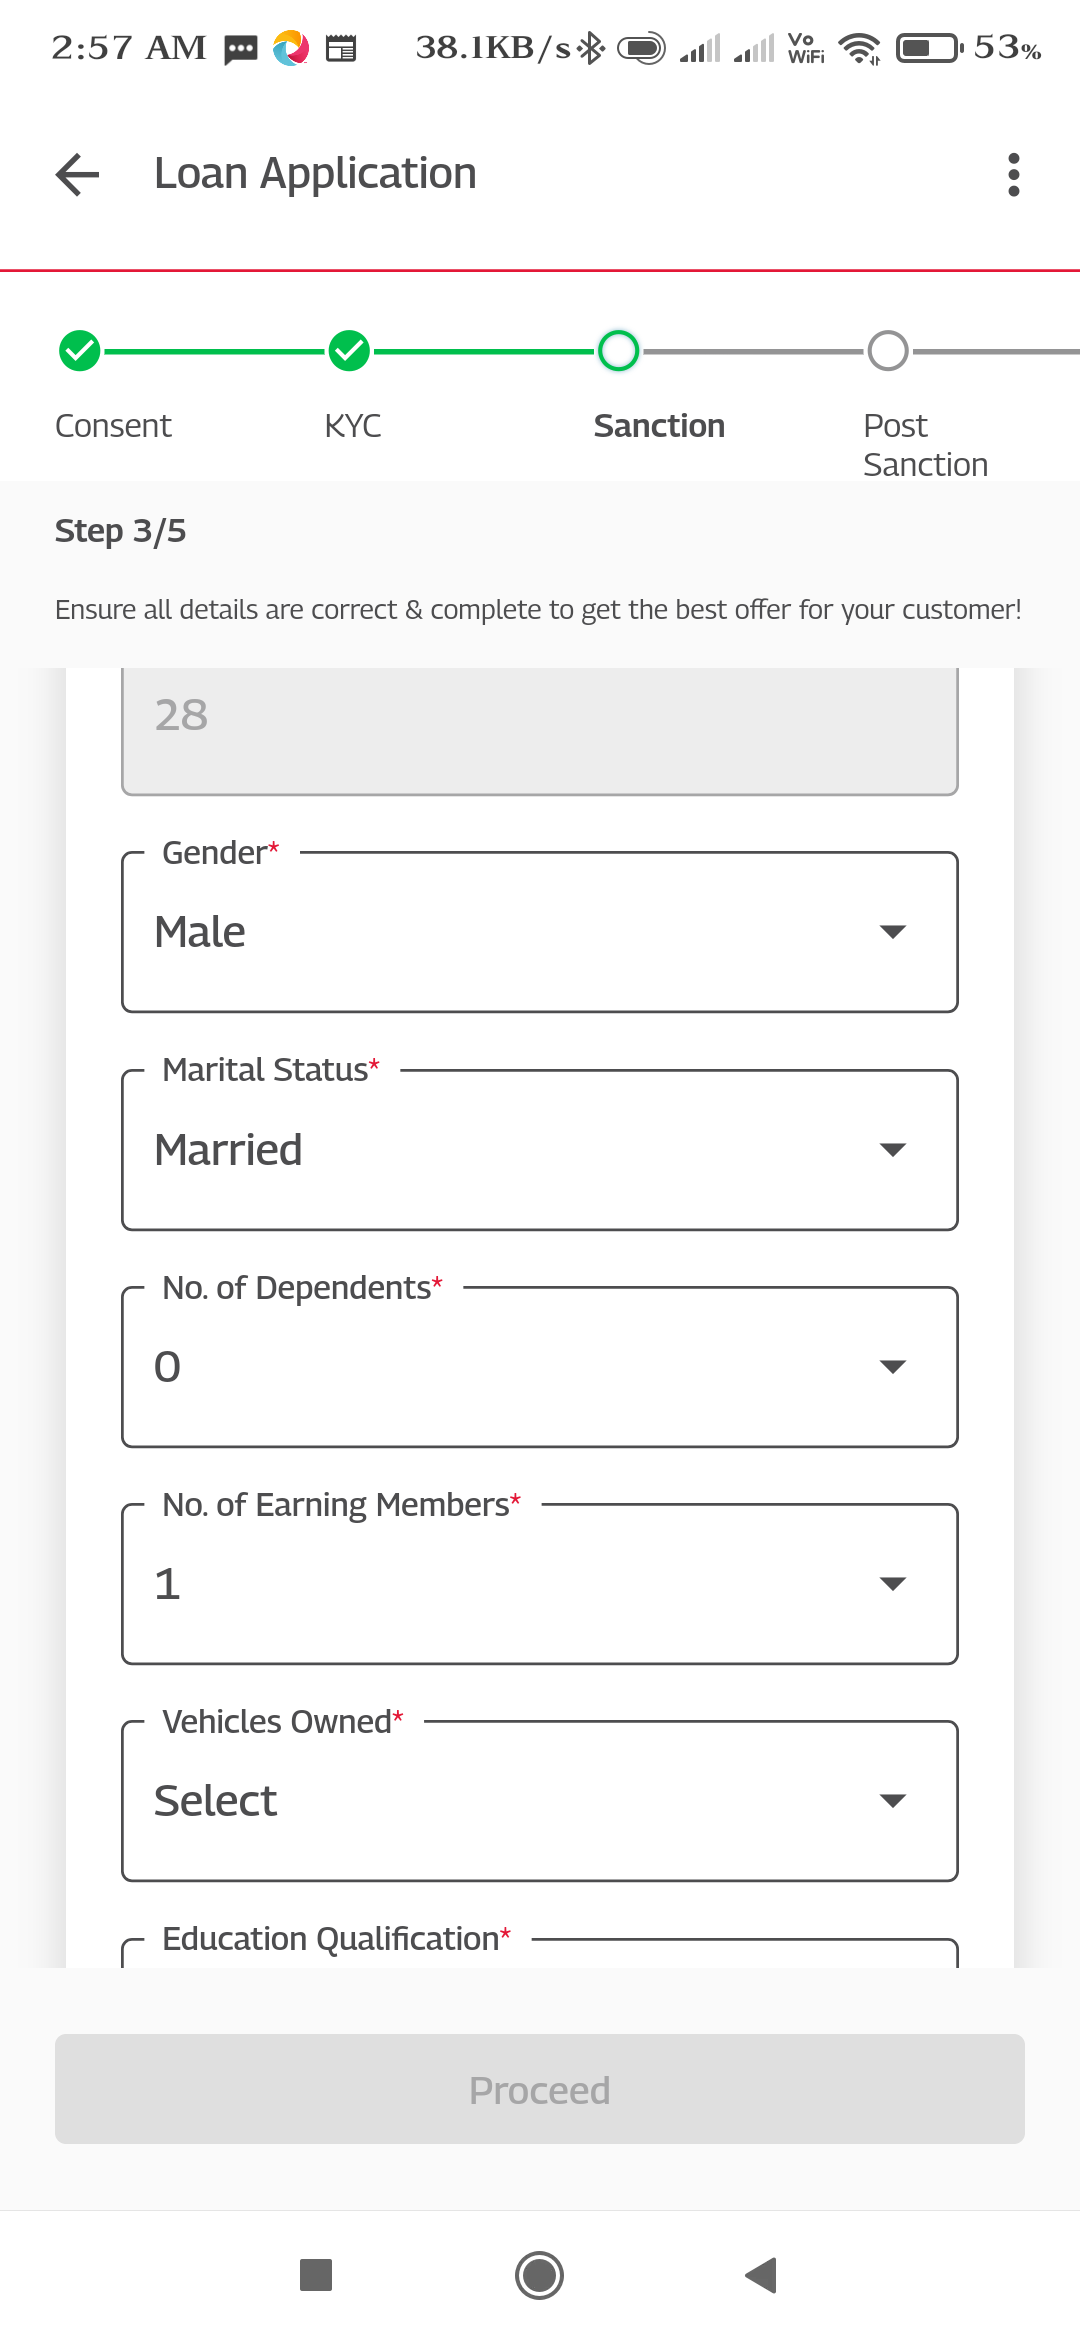 2:57 AM 38.1KB/s Vo WiFi 53%
Loan Application
Consent KYC Sanction Post Sanction
Step 3/5
Ensure all details are correct & complete to get the best offer for your customer!
28
Gender*
Male
Marital Status*
Married
No. of Dependents*
0
No. of Earning Members*
1
Vehicles Owned*
Select
Education Qualification*
Proceed